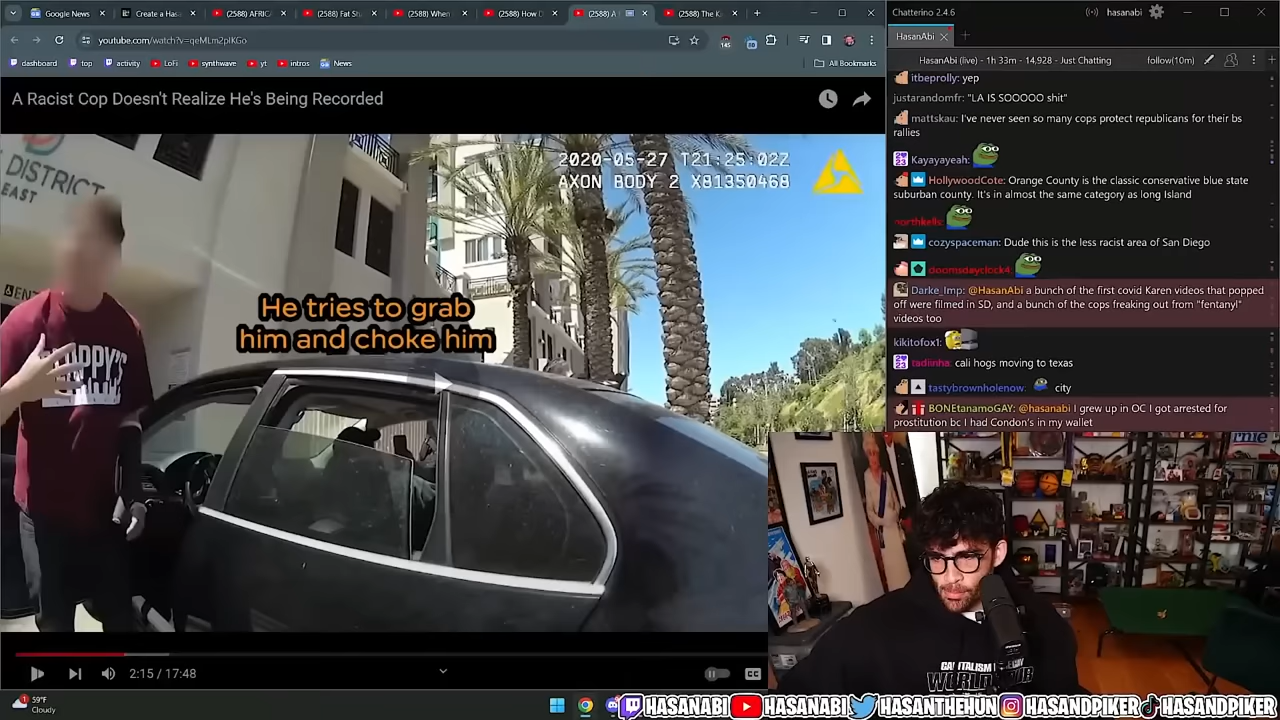 Google News
Create a Has
(2588) AFRIC
(2588) Fat St
(2588) When
(2588) How D
(2588) A
(2588) The K
youtube.com/watch?v=qeMLm2pIKGo
145
dashboard
top
activity
LoFi
synthwave
yt
intros
News
All Bookmarks
A Racist Cop Doesn't Realize He's Being Recorded
DISTRICT
EAST
2020-05-27 T21:25:02Z
AXON BODY 2 X81350468
He tries to grab
him and choke him
2:15 / 17:48
CC
59°F
Cloudy
Chatterino 2.4.6
hasanabi
HasanAbi
HasanAbi (live) - 1h 33m - 14,928 - Just Chatting
follow(10m)
itbeprolly: yep
justarandomfr: "LA IS SOOOOO shit"
mattskau: I've never seen so many cops protect republicans for their bs
rallies
Kayayayeah:
HollywoodCote: Orange County is the classic conservative blue state
suburban county. It's in almost the same category as long Island
northkells:
cozyspaceman: Dude this is the less racist area of San Diego
doomsdayclock4:
Darke_Imp: @HasanAbi a bunch of the first covid Karen videos that popped
off were filmed in SD, and a bunch of the cops freaking out from "fentanyl"
videos too
kikitofox1:
tadiinha: cali hogs moving to texas
tastybrownholenow: city
BONEtanamoGAY: @hasanabi I grew up in OC I got arrested for
prostitution bc I had Condon's in my wallet
HASANABI HASANABI HASANTHEHUN HASANDPIKER HASANDPIKER